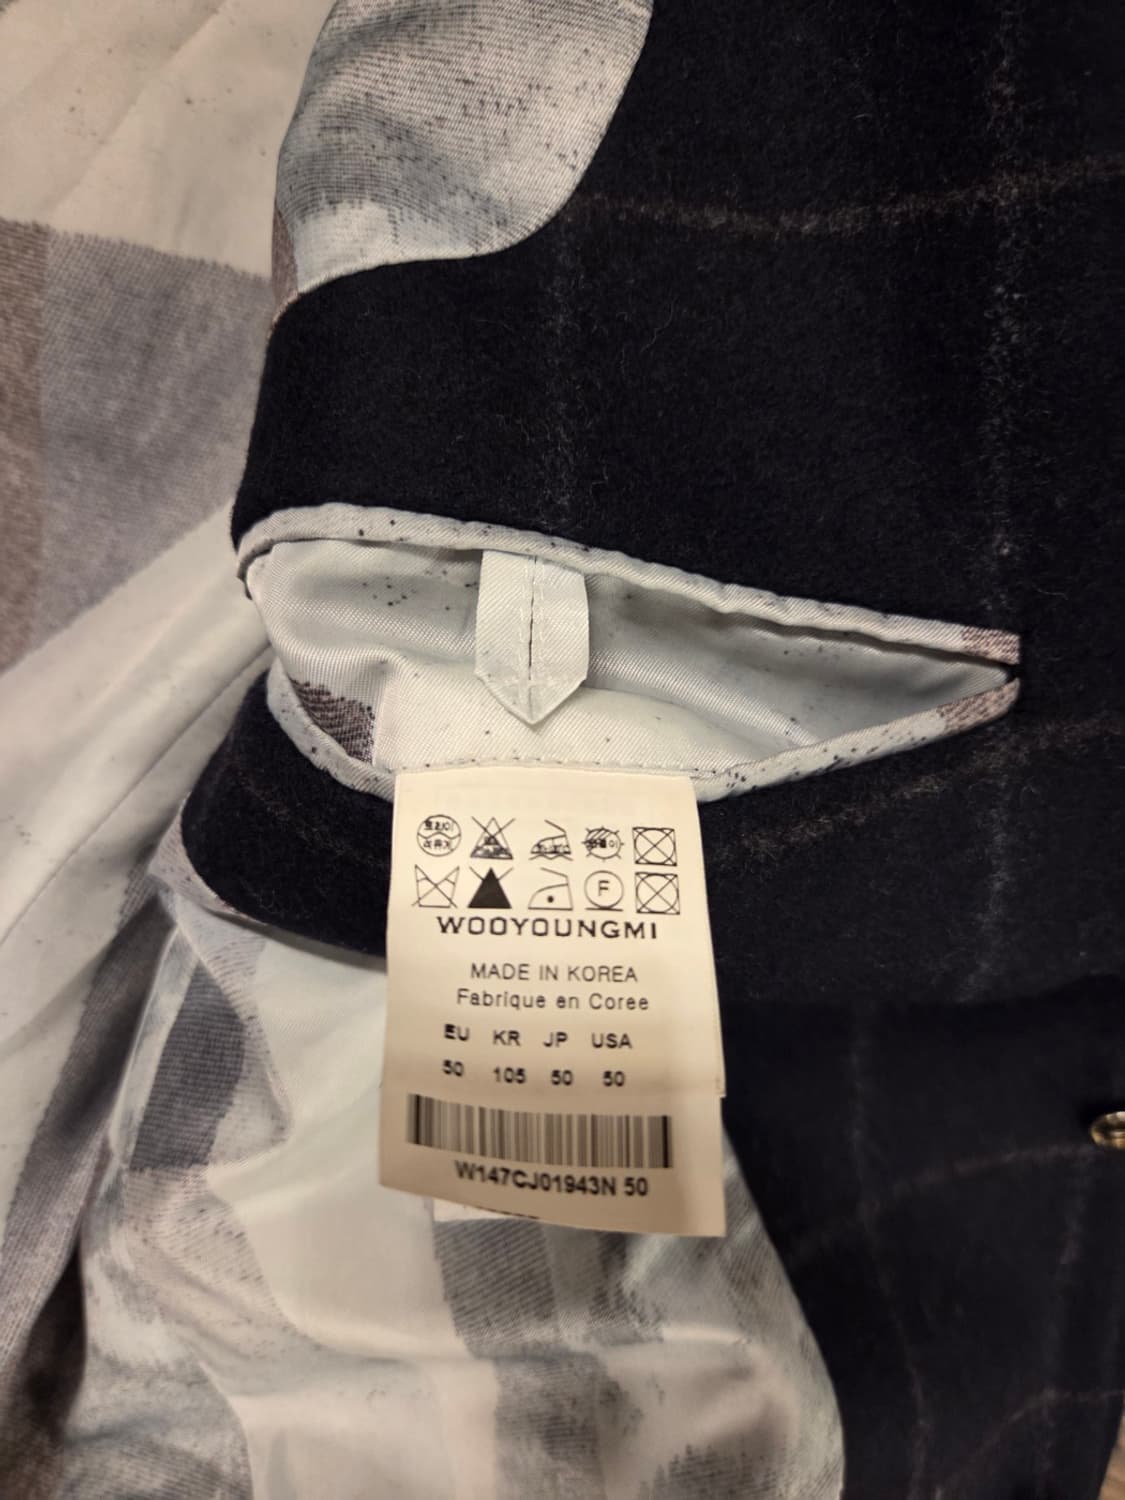 F
WOOYOUNGMI
MADE IN KOREA
Fabrique en Coree
EU KR JP USA
50 105 50 50
W147CJ01943N 50